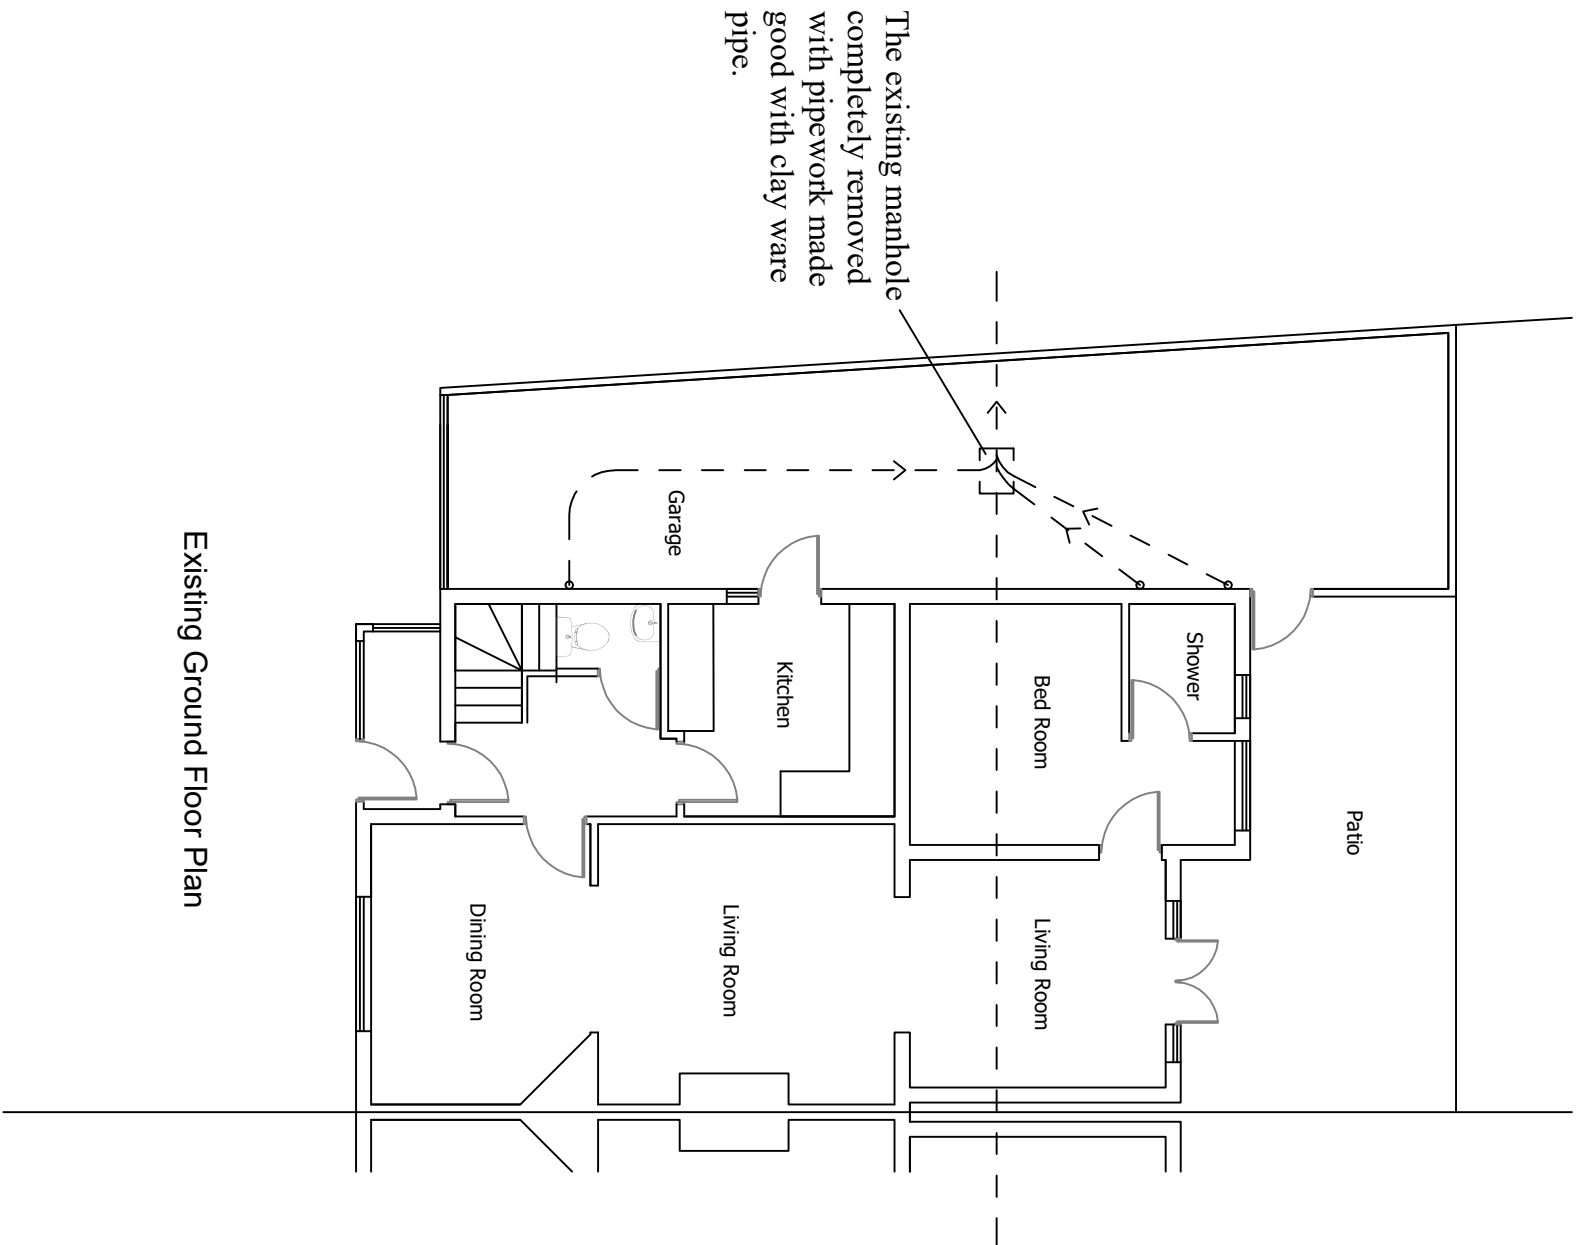 The existing manhole
completely removed
with pipework made
good with clay ware
pipe.
Patio
Shower
Bed Room
Living Room
Kitchen
Living Room
Garage
Dining Room
Existing Ground Floor Plan